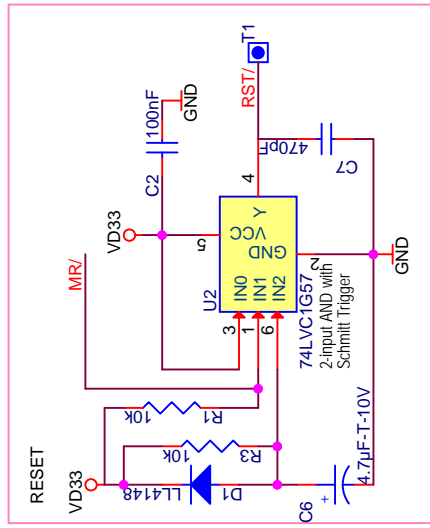 RESET
VD33
10k
R1
10k
R3
LL4148
D1
C6
+
4.7µF-T-10V
MR/
VD33
C2
100nF
GND
U2
3
1
6
IN0
IN1
IN2
5
VCC
GND
2
Y
4
74LVC1G57
2-input AND with
Schmitt Trigger
RST/
T1
470pF
C7
GND